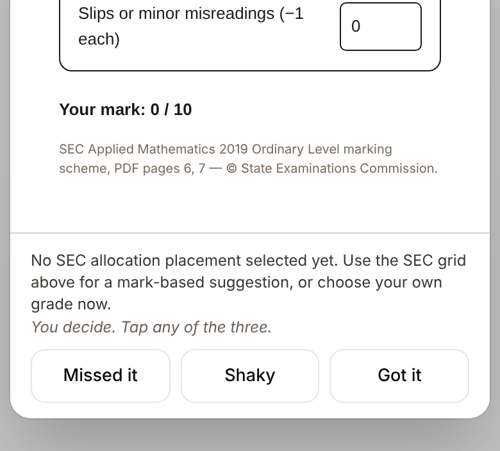 Slips or minor misreadings (−1
each)
0
Your mark: 0 / 10
SEC Applied Mathematics 2019 Ordinary Level marking
scheme, PDF pages 6, 7 — © State Examinations Commission.
No SEC allocation placement selected yet. Use the SEC grid
above for a mark-based suggestion, or choose your own
grade now.
You decide. Tap any of the three.
Missed it
Shaky
Got it